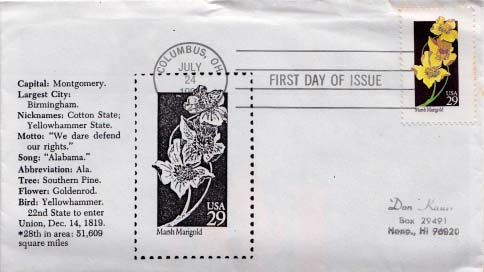 COLUMBUS, OH
JULY
24
FIRST DAY OF ISSUE
USA
29
Marsh Marigold
Capital: Montgomery.
Largest City:
Birmingham.
Nicknames: Cotton State;
Yellowhammer State.
Motto: "We dare defend
our rights."
Song: "Alabama."
Abbreviation: Ala.
Tree: Southern Pine.
Flower: Goldenrod.
Bird: Yellowhammer.
22nd State to enter
Union, Dec. 14, 1819.
*28th in area: 51,609
square miles
USA
29
Marsh Marigold
Don
Box 29491
HI 96820